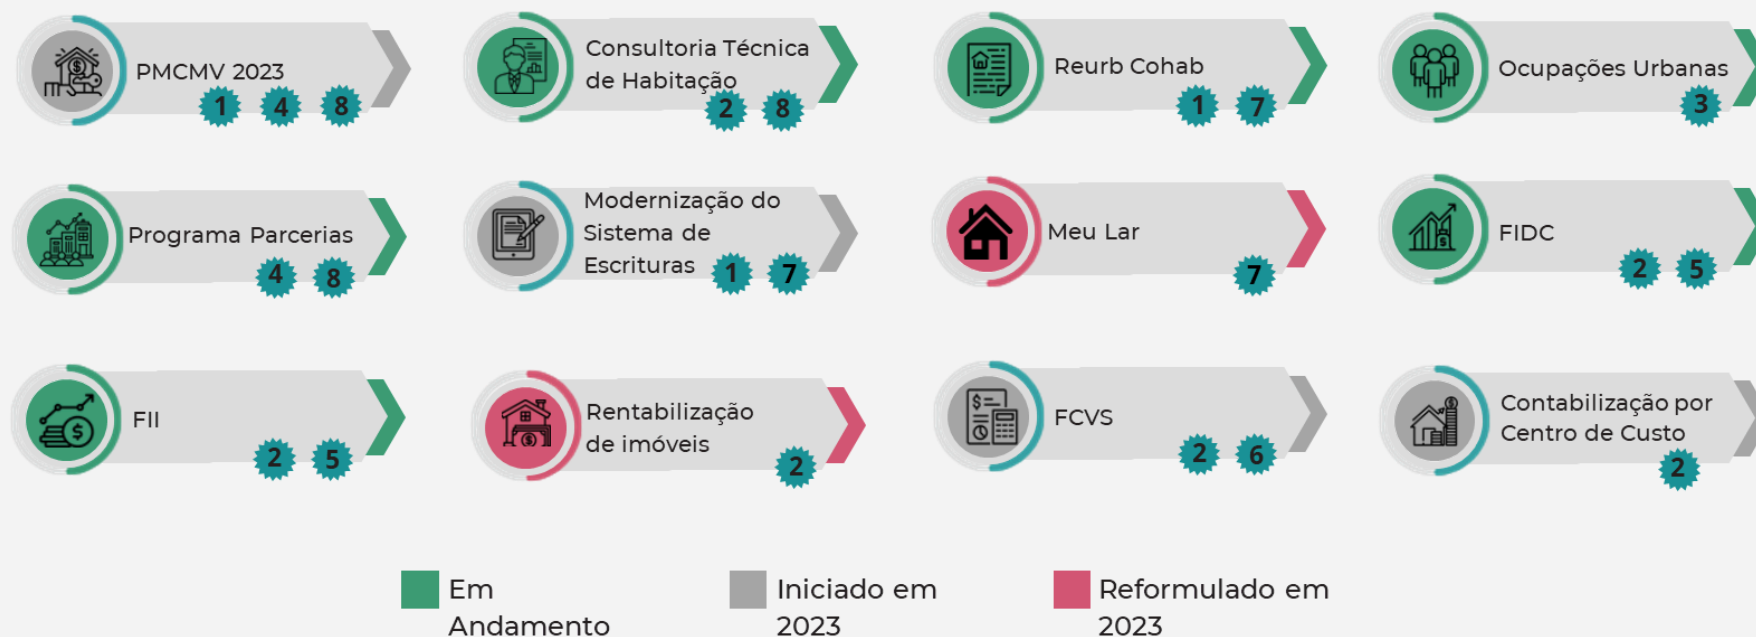 PMCMV 2023
1 4 8
Consultoria Técnica
de Habitação
2 8
Reurb Cohab
1 7
Ocupações Urbanas
3
Programa Parcerias
4 8
Modernização do
Sistema de
Escrituras
1 7
Meu Lar
7
FIDC
2 5
FII
2 5
Rentabilização
de imóveis
2
FCVS
2 6
Contabilização por
Centro de Custo
2
Em
Andamento
Iniciado em
2023
Reformulado em
2023